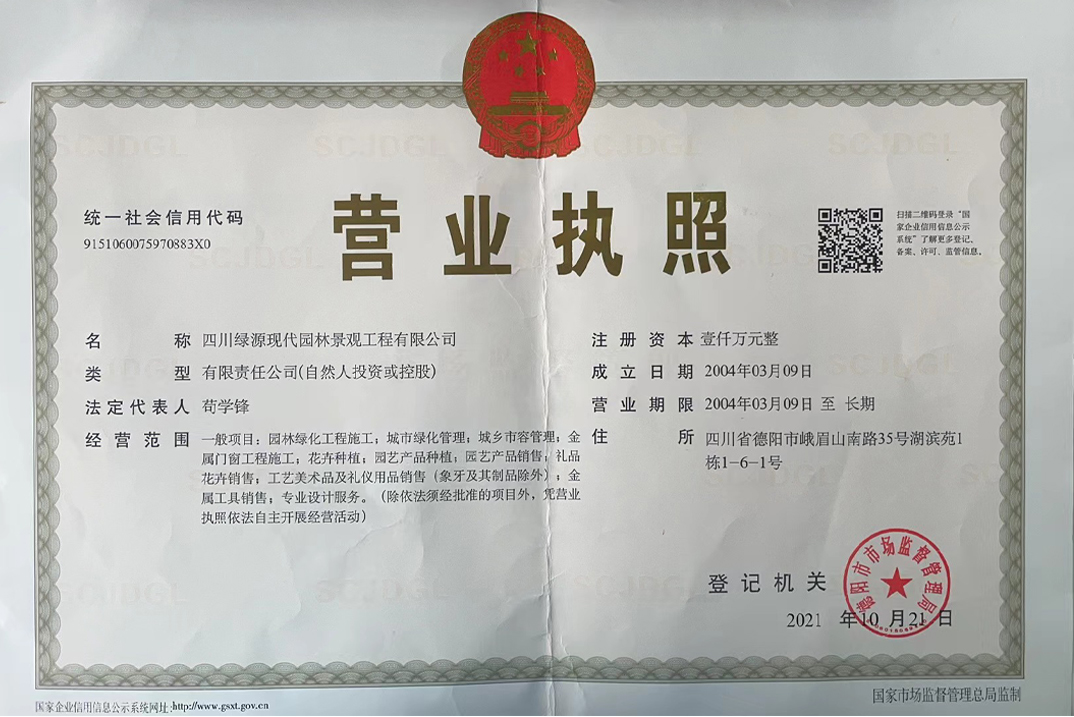 营业执照
统一社会信用代码
9151060075970883X0
扫描二维码登录“国
家企业信用信息公示
系统”了解更多登记、
备案、许可、监管信息。
名称 四川绿源现代园林景观工程有限公司
类型 有限责任公司(自然人投资或控股)
法定代表人 苟学锋
经营范围 一般项目：园林绿化工程施工；城市绿化管理；城乡市容管理；金
属门窗工程施工；花卉种植；园艺产品种植；园艺产品销售；礼品
花卉销售；工艺美术品及礼仪用品销售（象牙及其制品除外）；金
属工具销售；专业设计服务。（除依法须经批准的项目外，凭营业
执照依法自主开展经营活动）
注册资本 壹仟万元整
成立日期 2004年03月09日
营业期限 2004年03月09日 至 长期
住所 四川省德阳市峨眉山南路35号湖滨苑1
栋1-6-1号
登记机关
德阳市市场监督管理局
2021 年10 月21 日
国家企业信用信息公示系统网址:http://www.gsxt.gov.cn
国家市场监督管理总局监制
SCJDGL